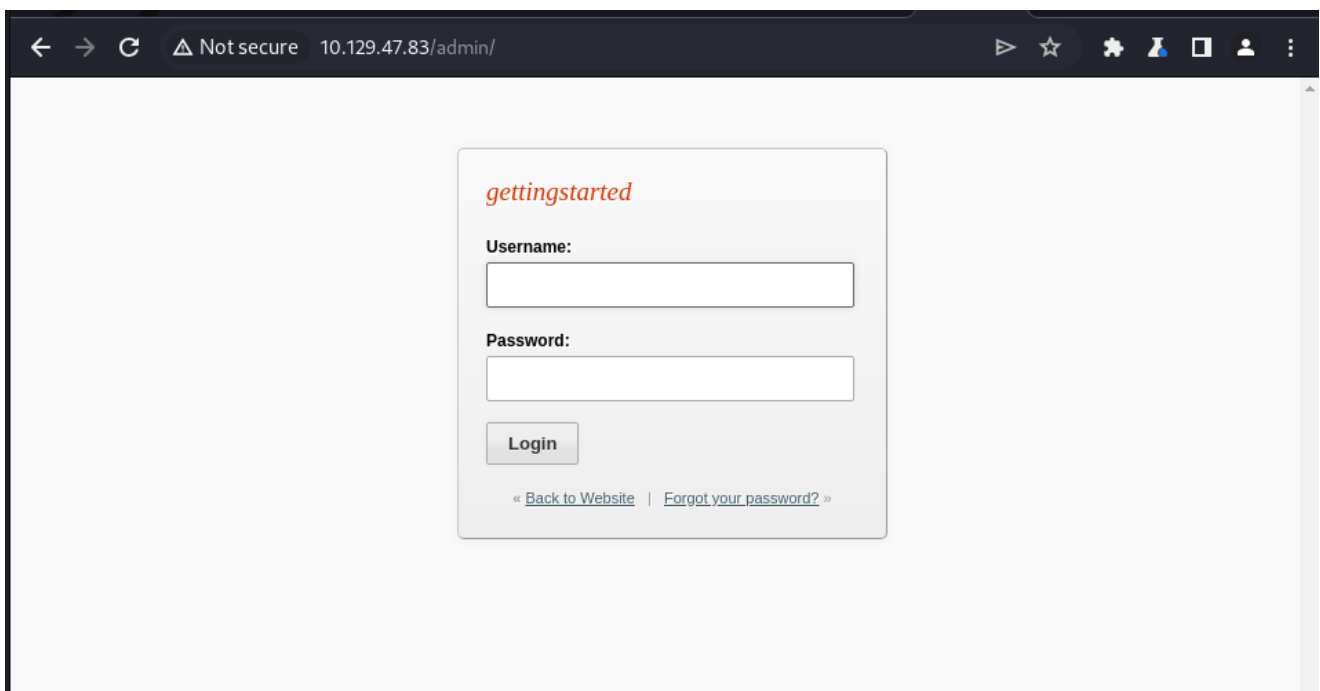 Not secure 10.129.47.83/admin/
gettingstarted
Username:
Password:
Login
« Back to Website | Forgot your password? »